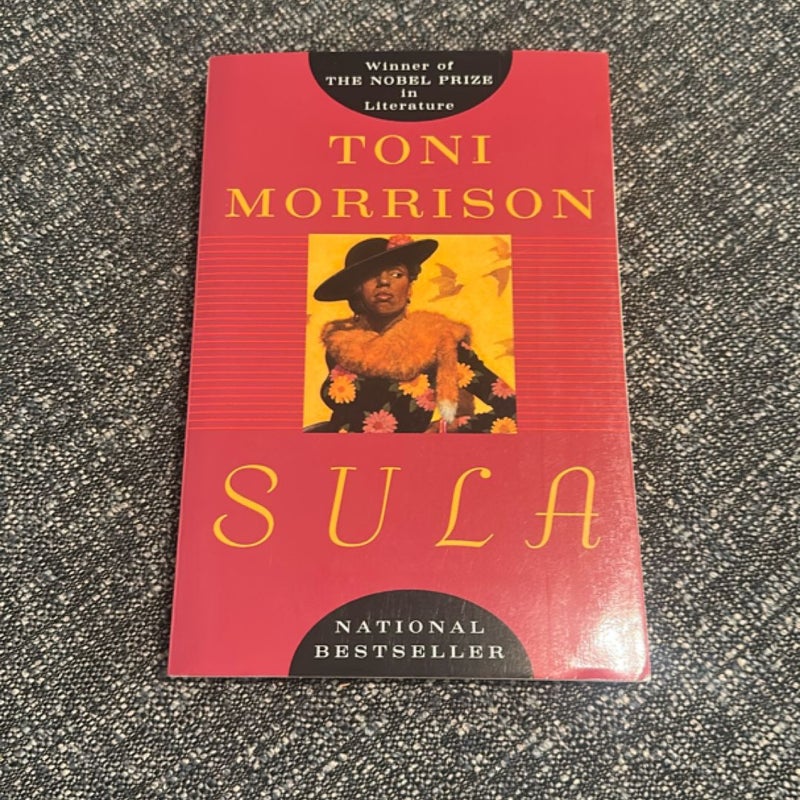 Winner of
THE NOBEL PRIZE
in
Literature
TONI
MORRISON
SULA
NATIONAL
BESTSELLER